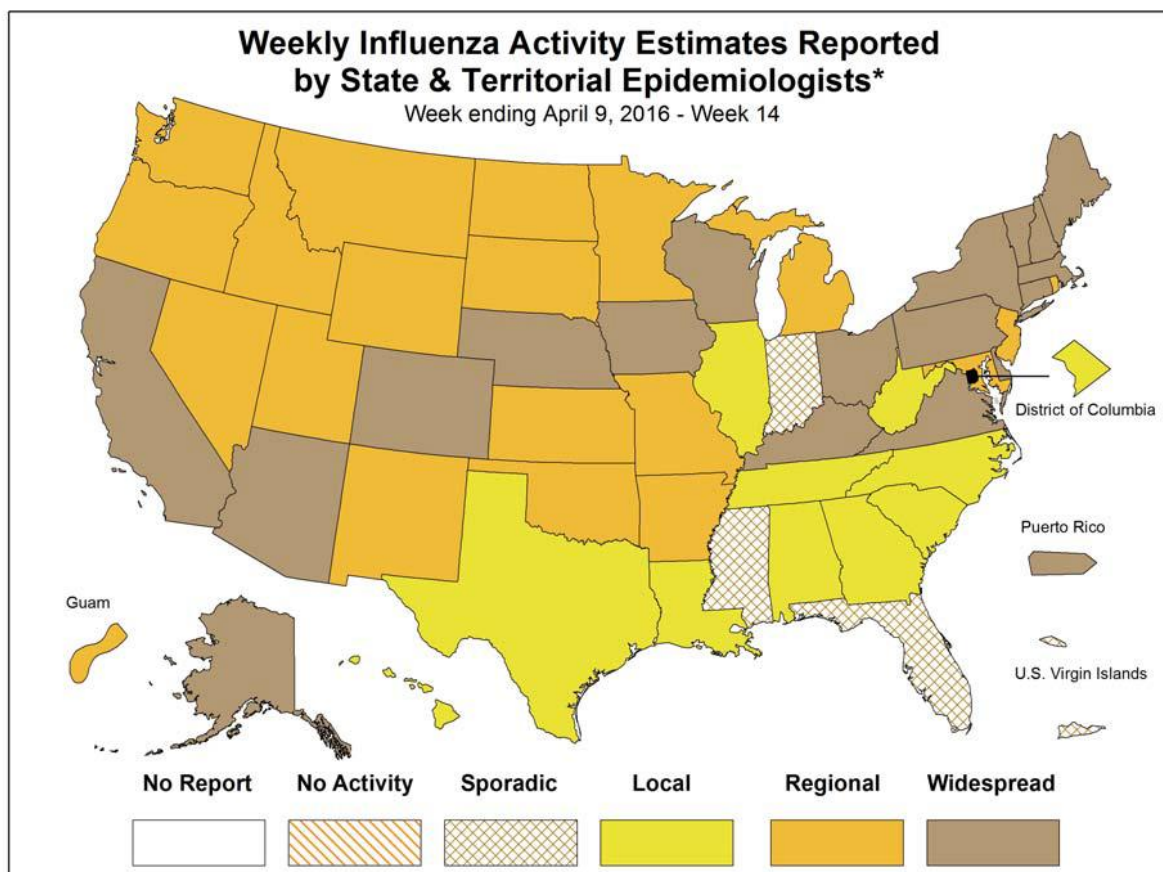 Weekly Influenza Activity Estimates Reported
by State & Territorial Epidemiologists*
Week ending April 9, 2016 - Week 14
District of Columbia
Puerto Rico
Guam
U.S. Virgin Islands
No Report
No Activity
Sporadic
Local
Regional
Widespread